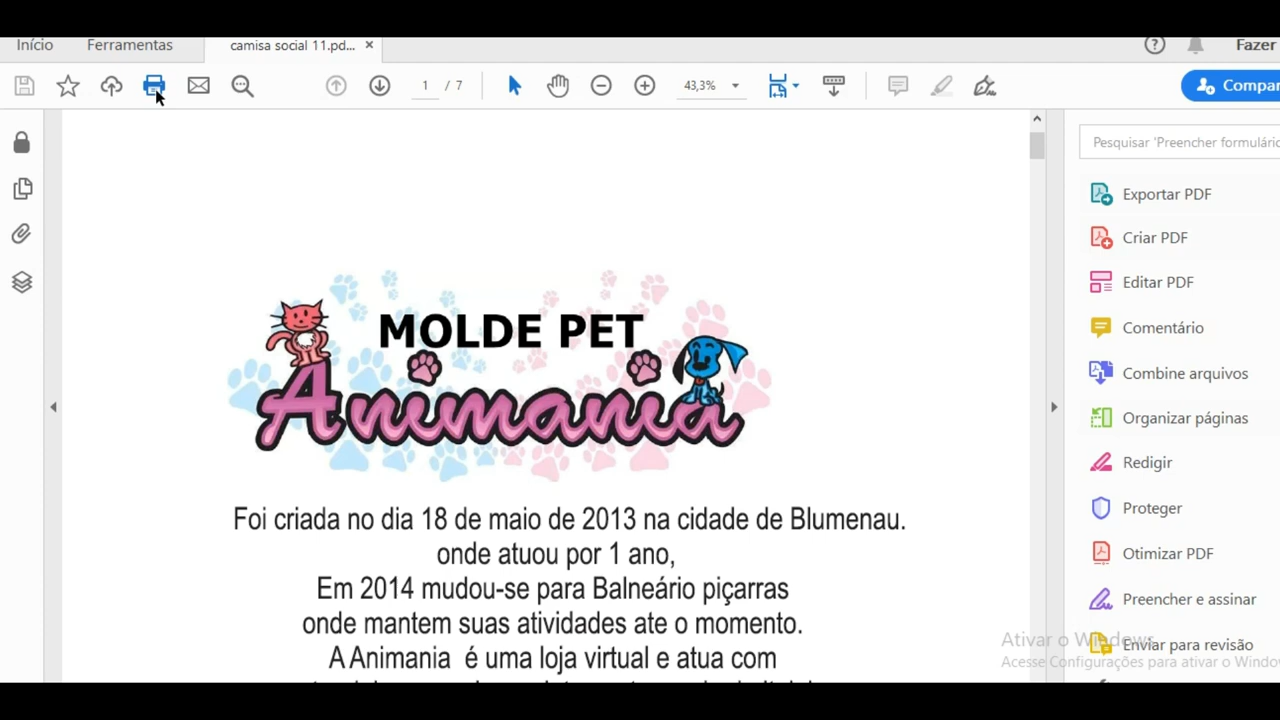 Início Ferramentas camisa social 11.pd... × ? Fazer
1 / 7 43,3% Compar
Pesquisar 'Preencher formulário
Exportar PDF
Criar PDF
Editar PDF
Comentário
Combine arquivos
Organizar páginas
Redigir
Proteger
Otimizar PDF
Preencher e assinar
Enviar para revisão
MOLDE PET
Animania
Foi criada no dia 18 de maio de 2013 na cidade de Blumenau.
onde atuou por 1 ano,
Em 2014 mudou-se para Balneário piçarras
onde mantem suas atividades ate o momento.
A Animania é uma loja virtual e atua com
Ativar o Windows
Acesse Configurações para ativar o Windo